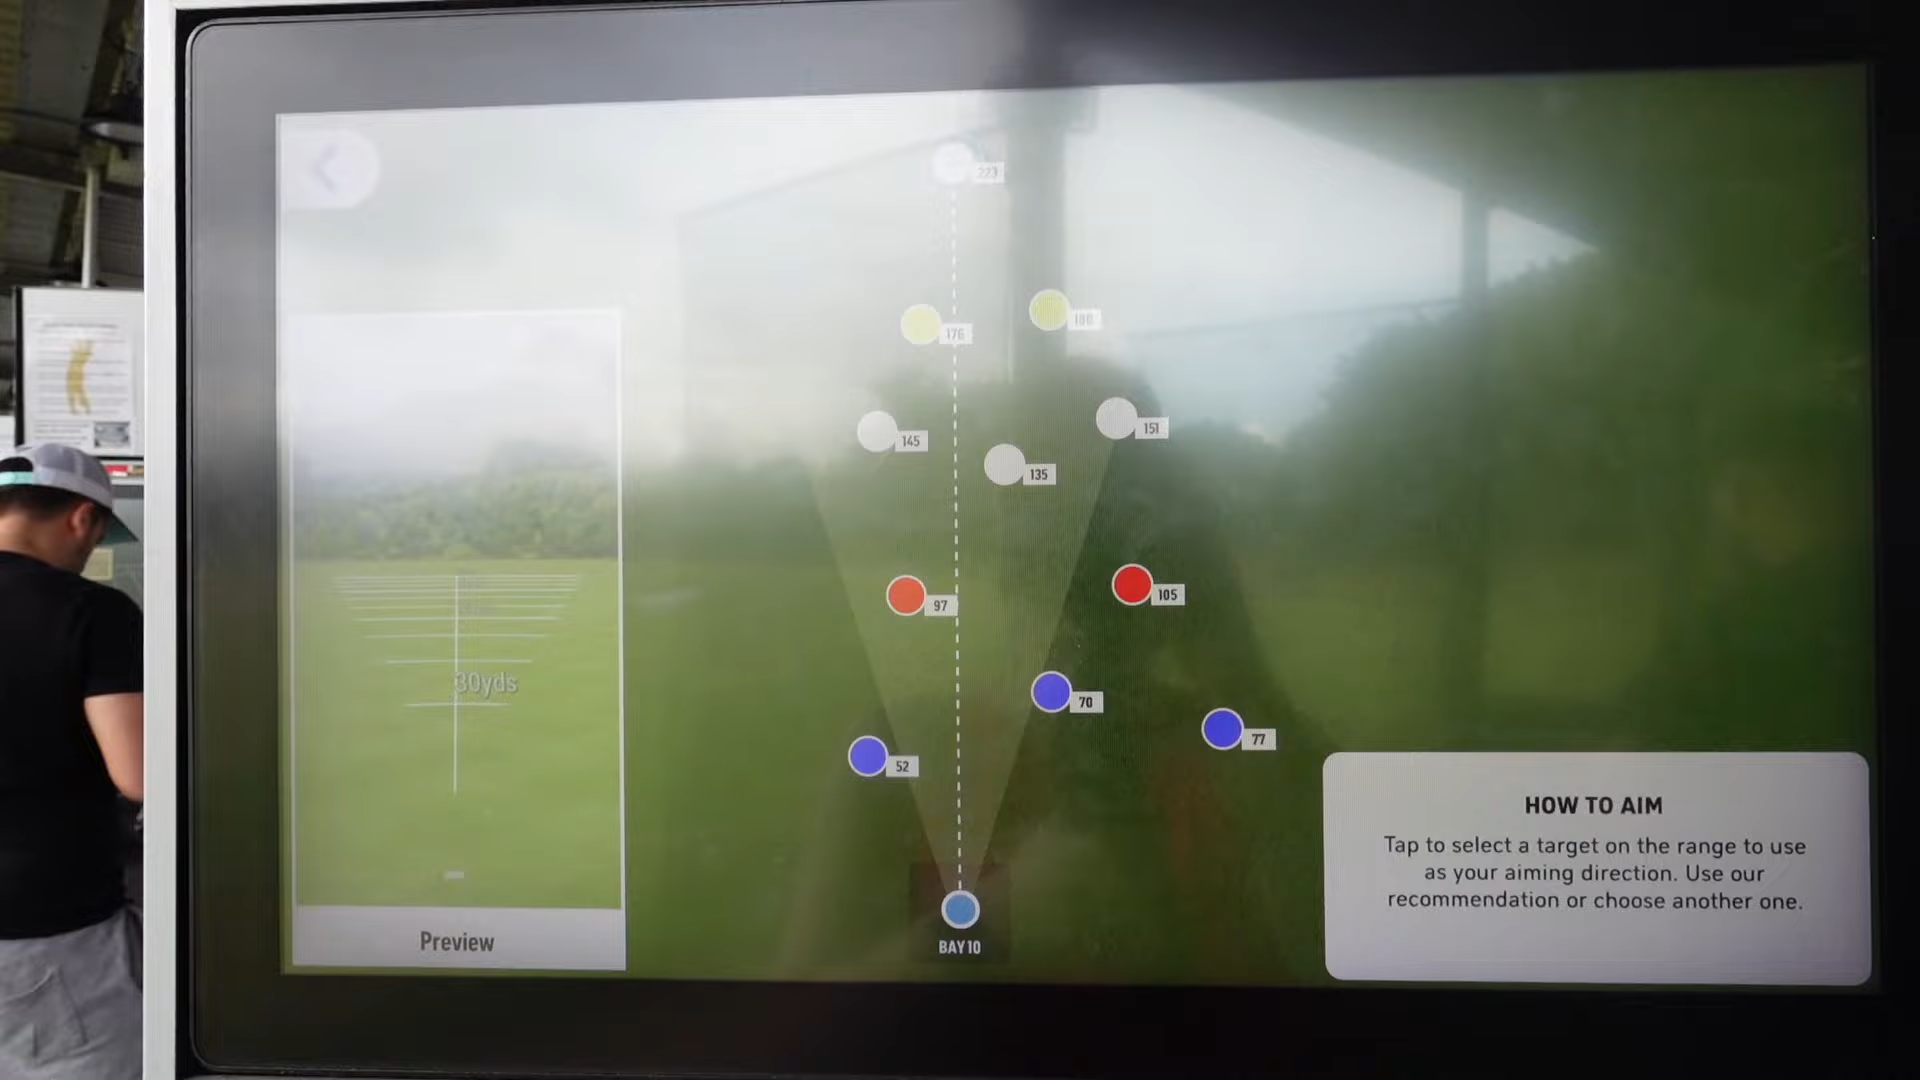 223
176
180
145
151
135
97
105
30yds
70
77
52
HOW TO AIM
Tap to select a target on the range to use
as your aiming direction. Use our
recommendation or choose another one.
Preview
BAY 10